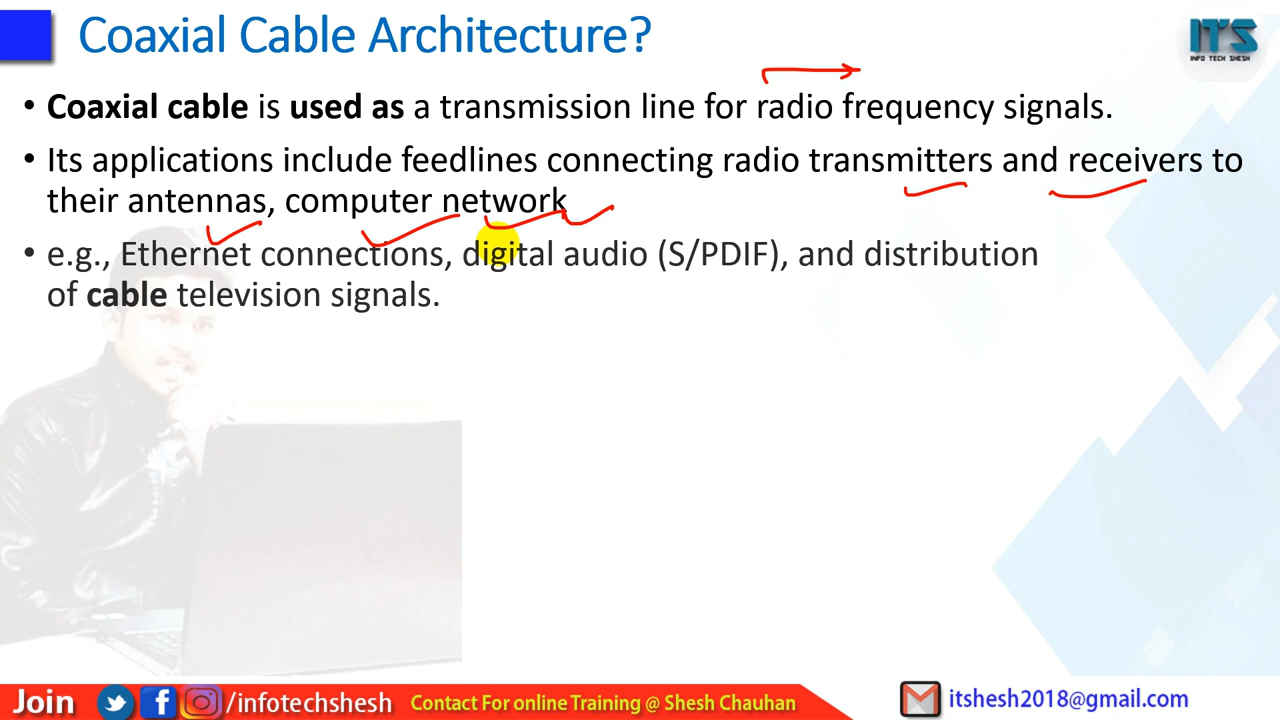 Coaxial Cable Architecture?
ITS
INFO TECH SHESH
• Coaxial cable is used as a transmission line for radio frequency signals.
• Its applications include feedlines connecting radio transmitters and receivers to
their antennas, computer network
• e.g., Ethernet connections, digital audio (S/PDIF), and distribution
of cable television signals.
Join /infotechshesh Contact For online Training @ Shesh Chauhan itshesh2018@gmail.com